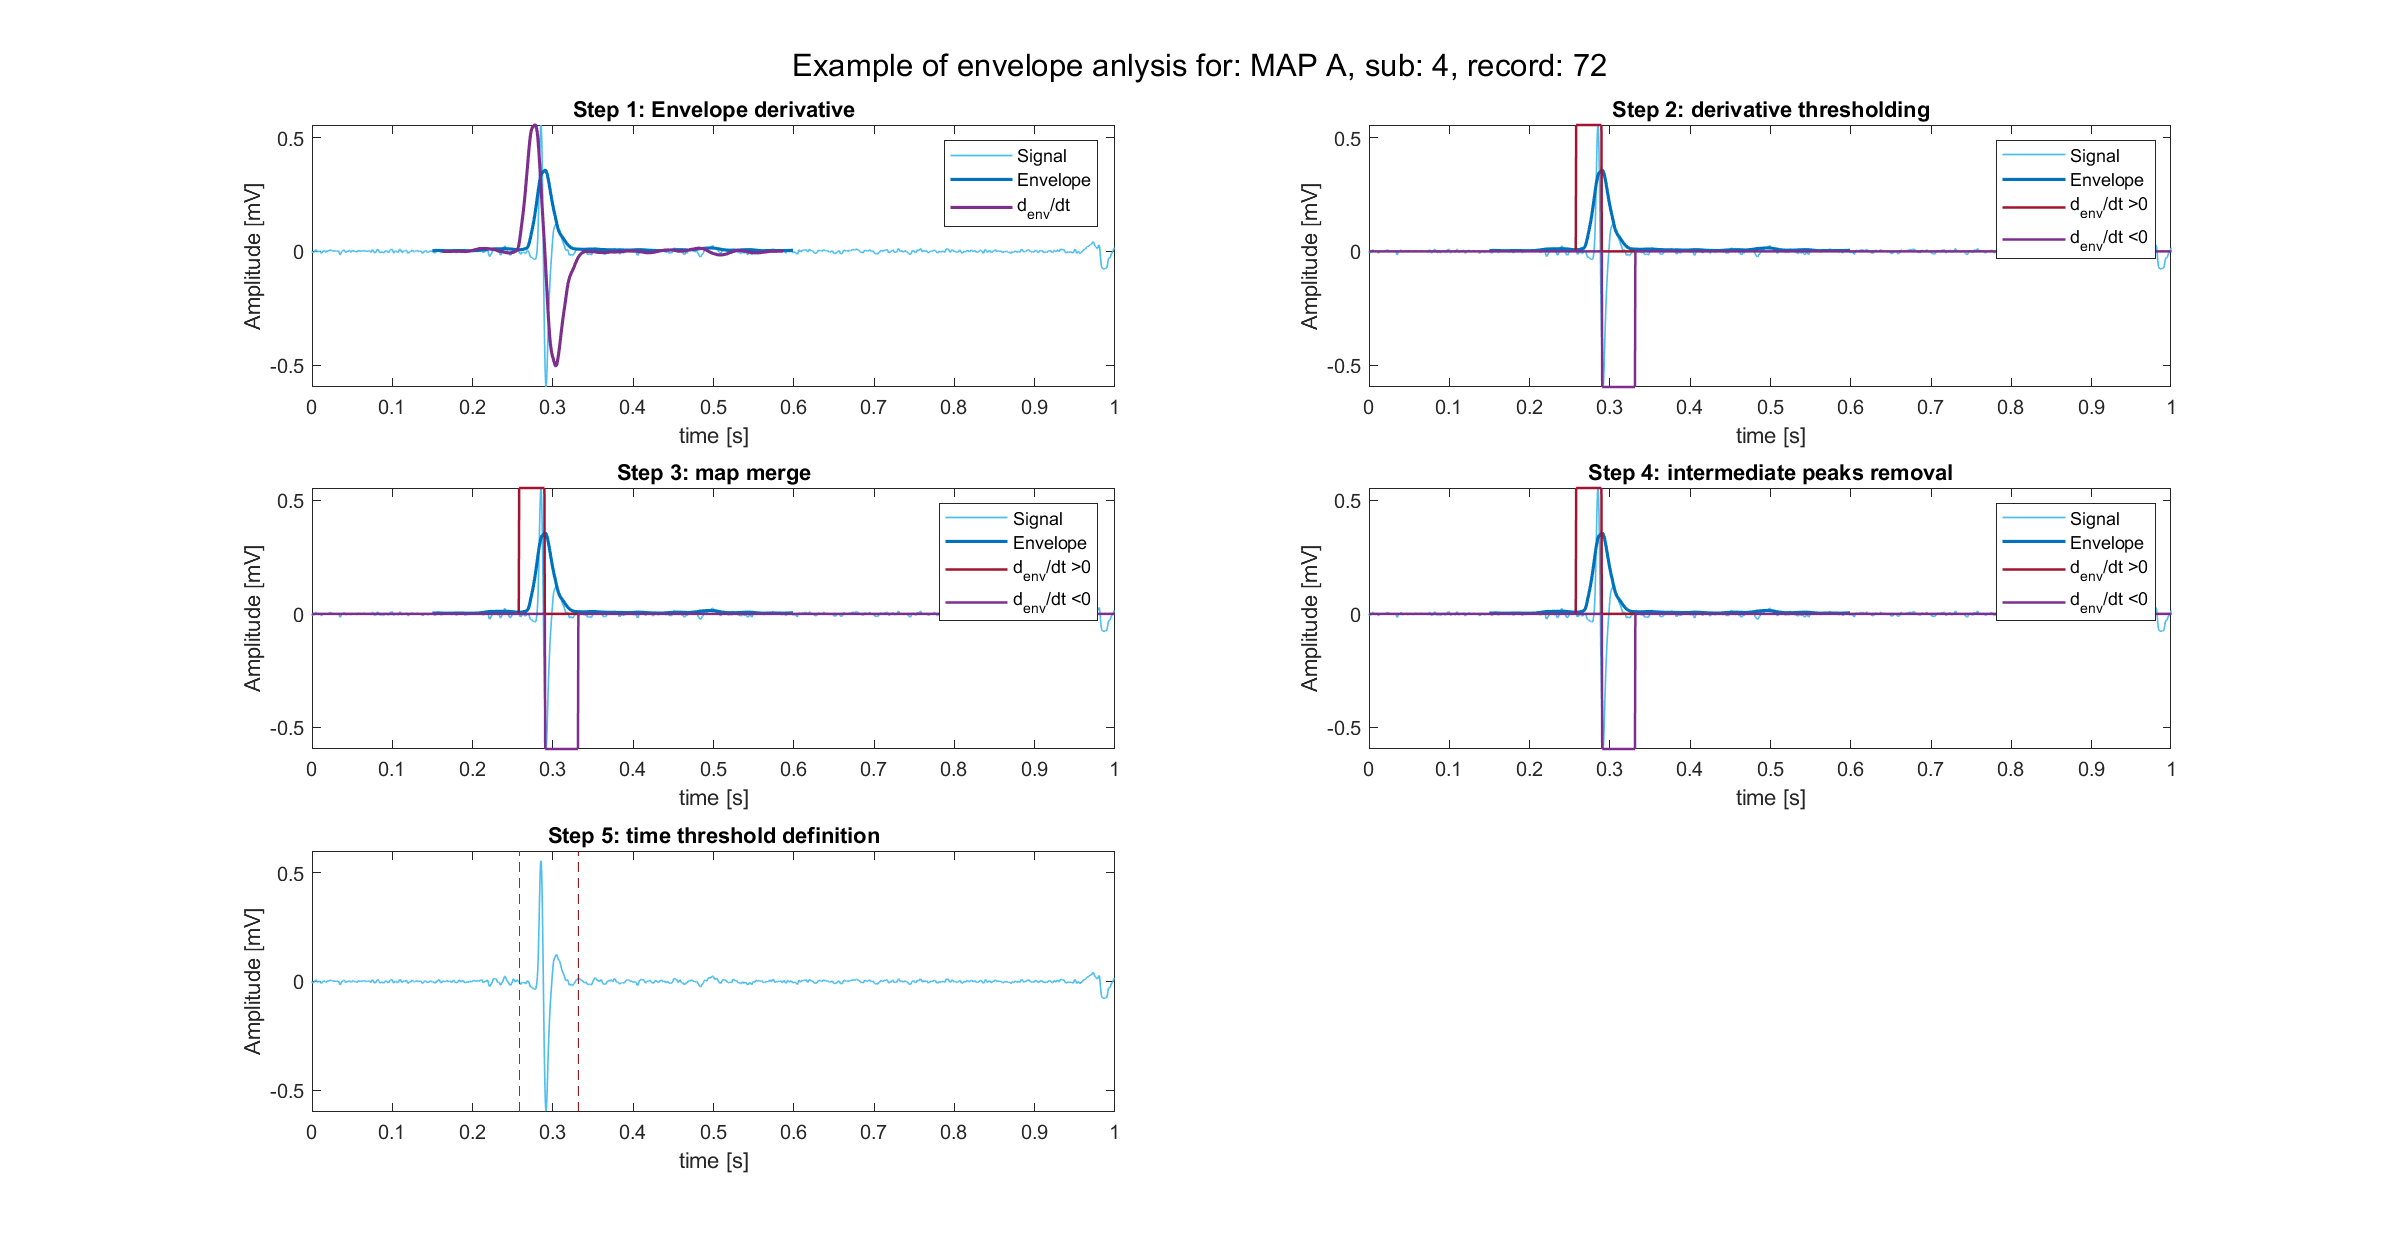 Example of envelope anlysis for: MAP A, sub: 4, record: 72
Step 1: Envelope derivative
0.5
0
-0.5
Amplitude [mV]
Signal
Envelope
d_env/dt
0 0.1 0.2 0.3 0.4 0.5 0.6 0.7 0.8 0.9 1
time [s]
Step 2: derivative thresholding
0.5
0
-0.5
Amplitude [mV]
Signal
Envelope
d_env/dt >0
d_env/dt <0
0 0.1 0.2 0.3 0.4 0.5 0.6 0.7 0.8 0.9 1
time [s]
Step 3: map merge
0.5
0
-0.5
Amplitude [mV]
Signal
Envelope
d_env/dt >0
d_env/dt <0
0 0.1 0.2 0.3 0.4 0.5 0.6 0.7 0.8 0.9 1
time [s]
Step 4: intermediate peaks removal
0.5
0
-0.5
Amplitude [mV]
Signal
Envelope
d_env/dt >0
d_env/dt <0
0 0.1 0.2 0.3 0.4 0.5 0.6 0.7 0.8 0.9 1
time [s]
Step 5: time threshold definition
0.5
0
-0.5
Amplitude [mV]
0 0.1 0.2 0.3 0.4 0.5 0.6 0.7 0.8 0.9 1
time [s]